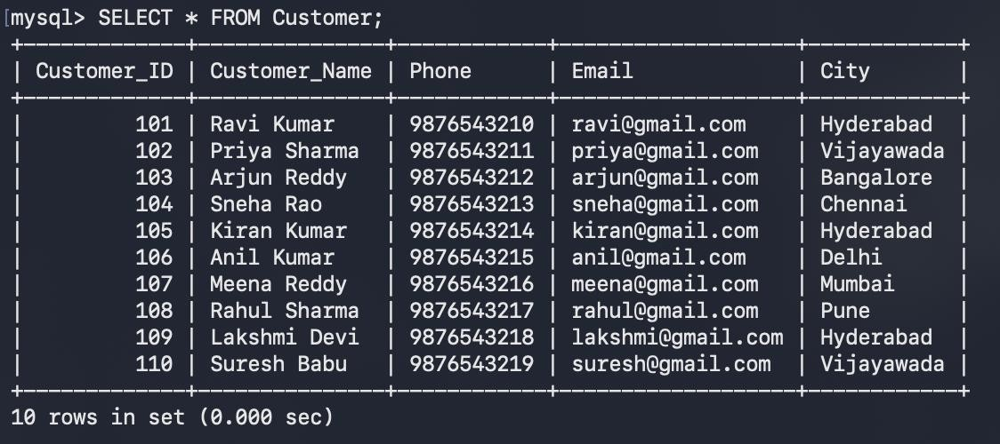 [mysql> SELECT * FROM Customer;
+-------------+---------------+------------+-------------------+------------+
| Customer_ID | Customer_Name | Phone      | Email             | City       |
+-------------+---------------+------------+-------------------+------------+
|         101 | Ravi Kumar    | 9876543210 | ravi@gmail.com    | Hyderabad  |
|         102 | Priya Sharma  | 9876543211 | priya@gmail.com   | Vijayawada |
|         103 | Arjun Reddy   | 9876543212 | arjun@gmail.com   | Bangalore  |
|         104 | Sneha Rao     | 9876543213 | sneha@gmail.com   | Chennai    |
|         105 | Kiran Kumar   | 9876543214 | kiran@gmail.com   | Hyderabad  |
|         106 | Anil Kumar    | 9876543215 | anil@gmail.com    | Delhi      |
|         107 | Meena Reddy   | 9876543216 | meena@gmail.com   | Mumbai     |
|         108 | Rahul Sharma  | 9876543217 | rahul@gmail.com   | Pune       |
|         109 | Lakshmi Devi  | 9876543218 | lakshmi@gmail.com | Hyderabad  |
|         110 | Suresh Babu   | 9876543219 | suresh@gmail.com  | Vijayawada |
+-------------+---------------+------------+-------------------+------------+
10 rows in set (0.000 sec)